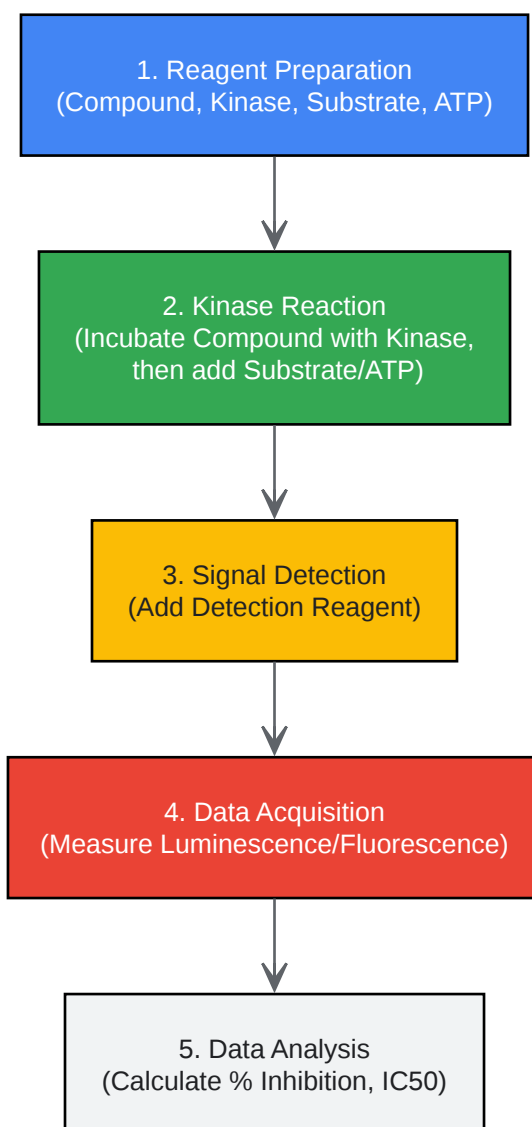 1. Reagent Preparation
(Compound, Kinase, Substrate, ATP)
2. Kinase Reaction
(Incubate Compound with Kinase,
then add Substrate/ATP)
3. Signal Detection
(Add Detection Reagent)
4. Data Acquisition
(Measure Luminescence/Fluorescence)
5. Data Analysis
(Calculate % Inhibition, IC50)